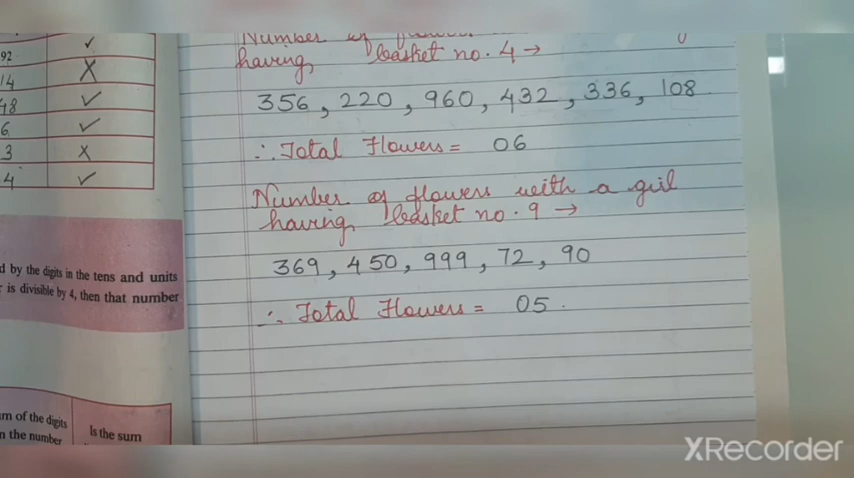 92 ✓
14 X
48 ✓
6 ✓
3 x
4 ✓
d by the digits in the tens and units
r is divisible by 4, then that number
um of the digits
n the number
Is the sum
Number of
having basket no. 4 →
356, 220, 960, 432, 336, 108
∴ Total Flowers = 06
Number of flowers with a girl
having basket no. 9 →
369, 450, 999, 72, 90
∴ Total Flowers = 05.
XRecorder